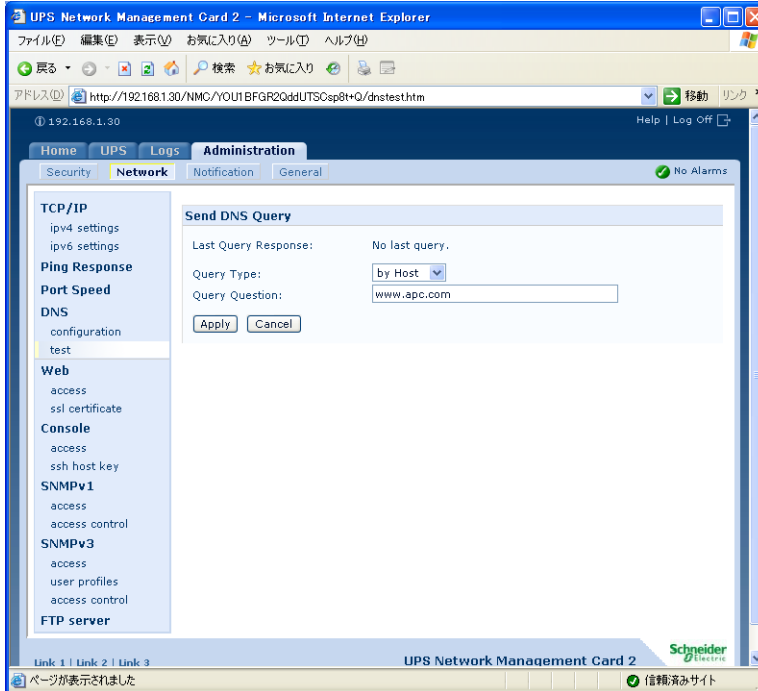 UPS Network Management Card 2 - Microsoft Internet Explorer
ファイル(F) 編集(E) 表示(V) お気に入り(A) ツール(T) ヘルプ(H)
戻る 検索 お気に入り
アドレス(D) http://192.168.1.30/NMC/YOU1BFGR2QddUTSCsp8t+Q/dnstest.htm 移動 リンク
192.168.1.30 Help | Log Off
Home UPS Logs Administration
Security Network Notification General No Alarms
TCP/IP
ipv4 settings
ipv6 settings
Ping Response
Port Speed
DNS
configuration
test
Web
access
ssl certificate
Console
access
ssh host key
SNMPv1
access
access control
SNMPv3
access
user profiles
access control
FTP server
Send DNS Query
Last Query Response: No last query.
Query Type: by Host
Query Question: www.apc.com
Apply Cancel
Link 1 | Link 2 | Link 3 UPS Network Management Card 2
Schneider
Electric
ページが表示されました 信頼済みサイト